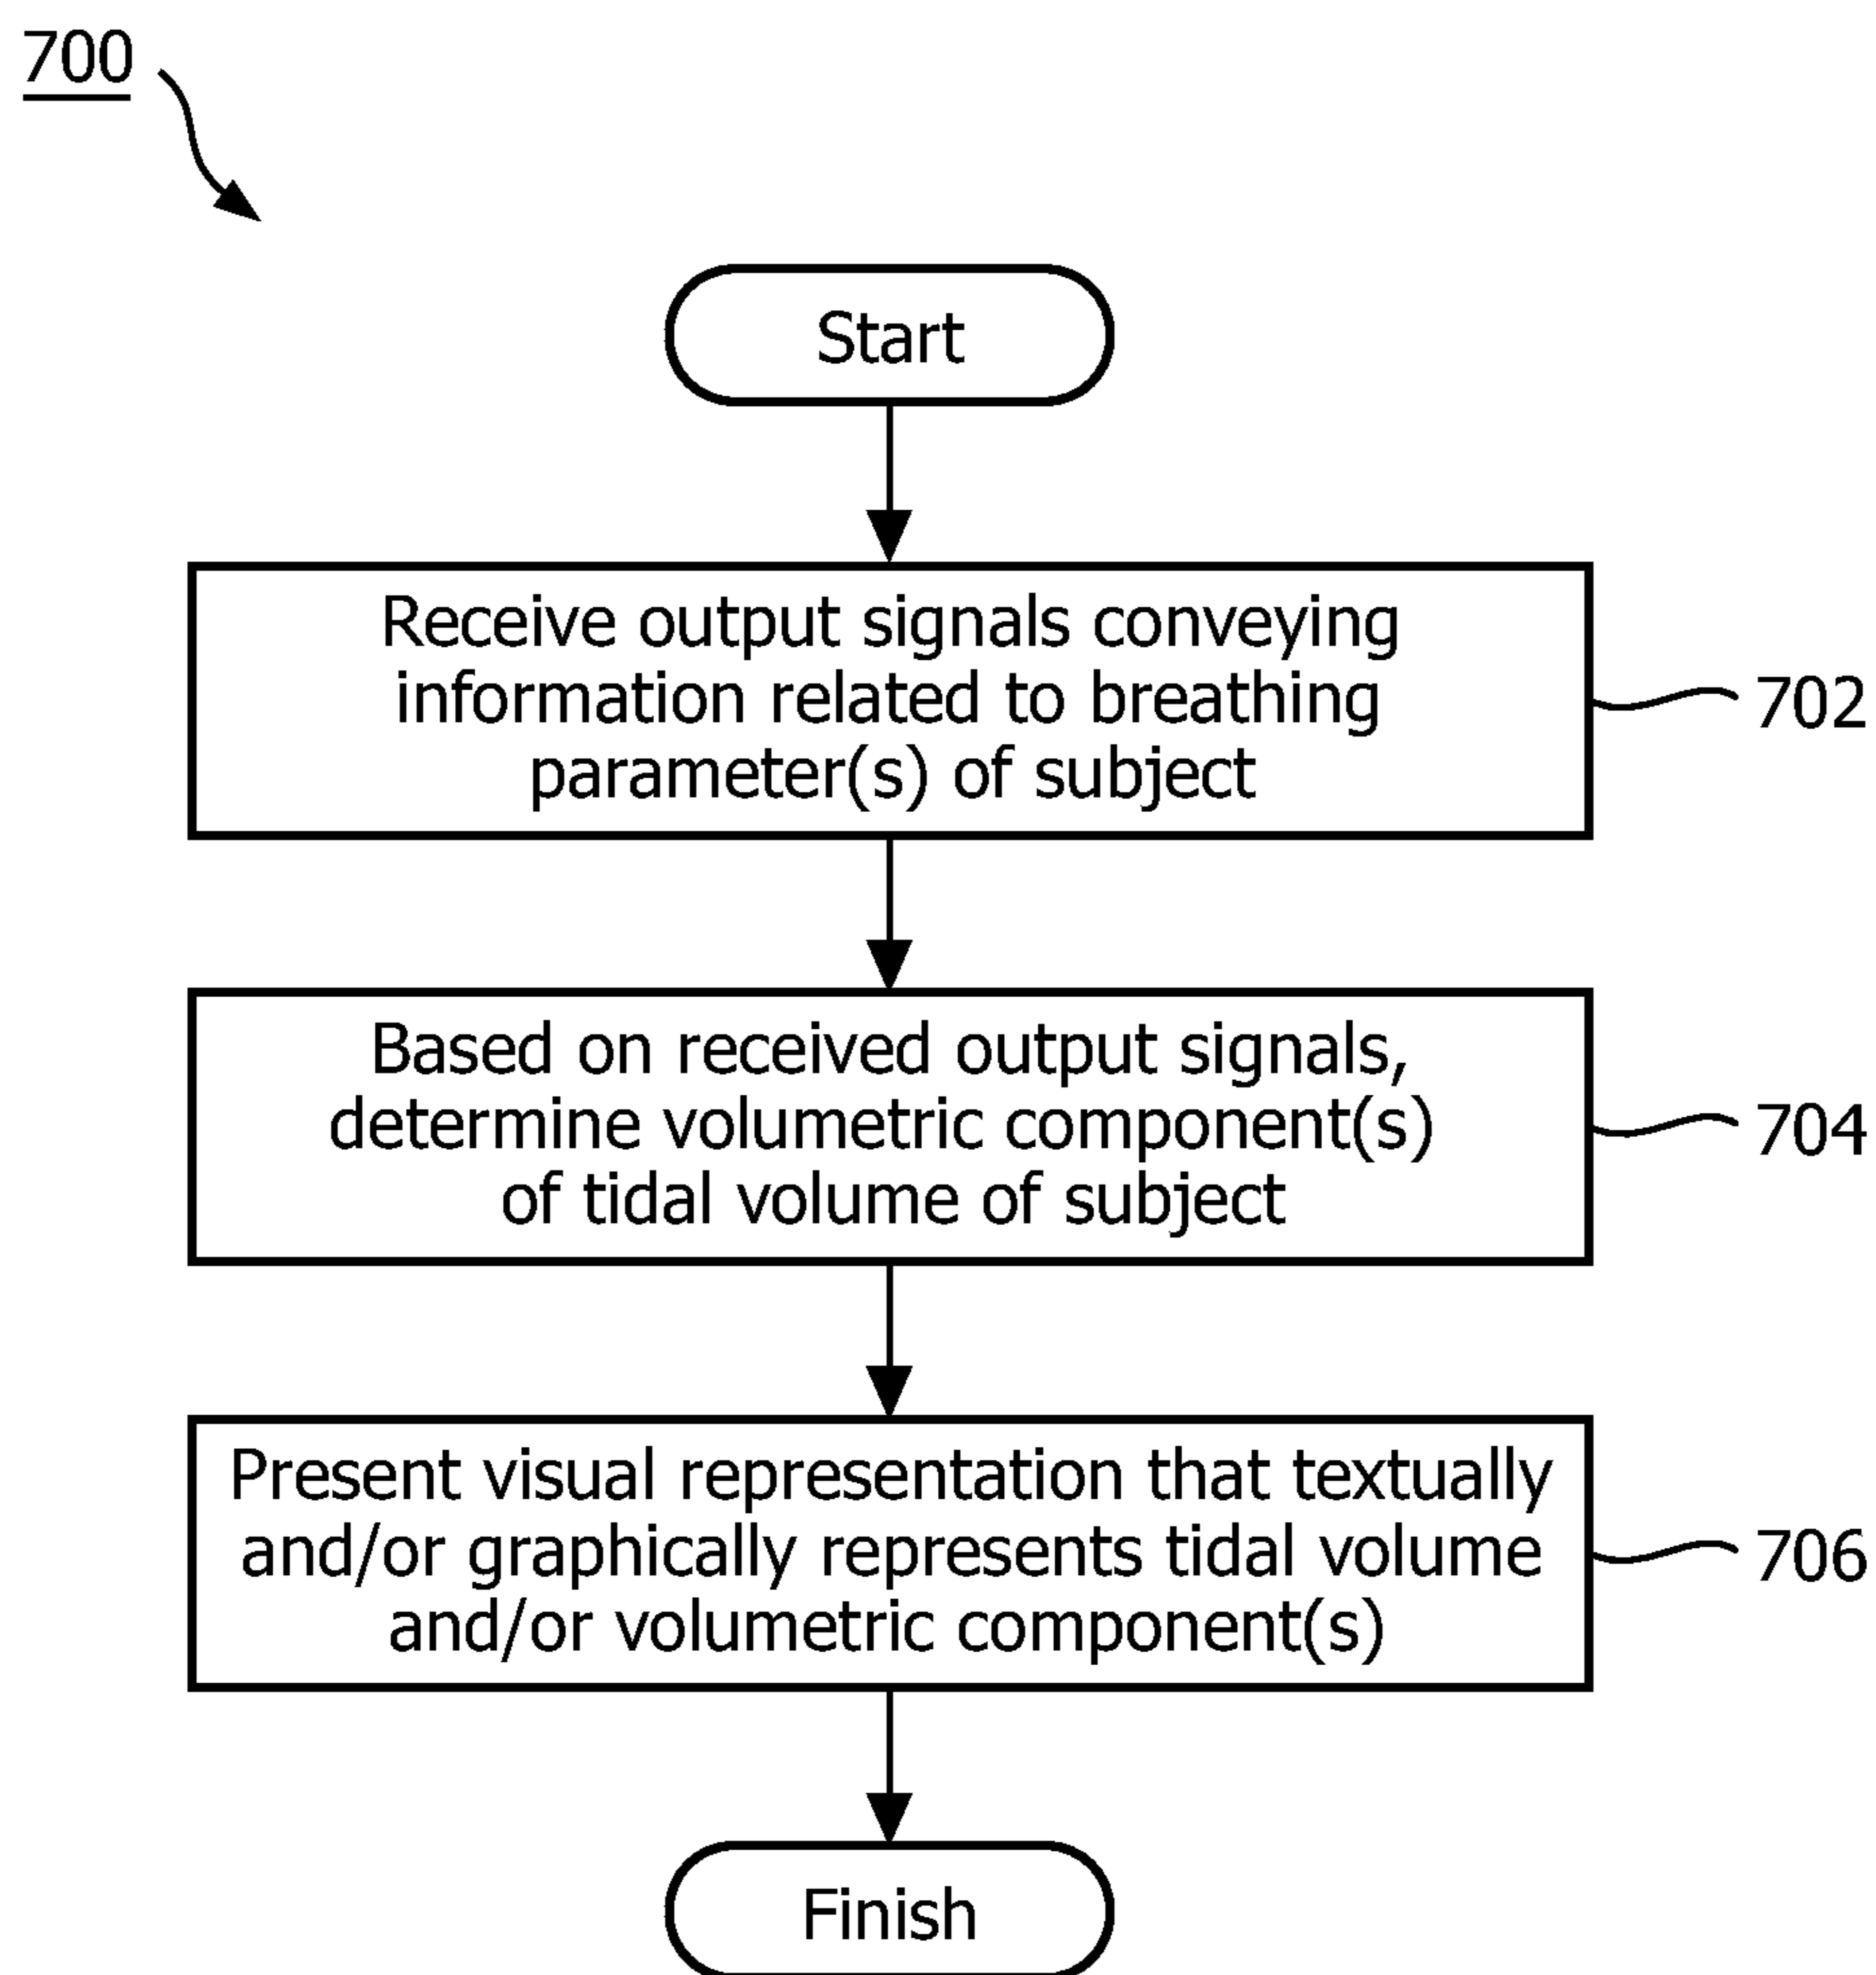 700
Start
Receive output signals conveying
information related to breathing
parameter(s) of subject
702
Based on received output signals,
determine volumetric component(s)
of tidal volume of subject
704
Present visual representation that textually
and/or graphically represents tidal volume
and/or volumetric component(s)
706
Finish